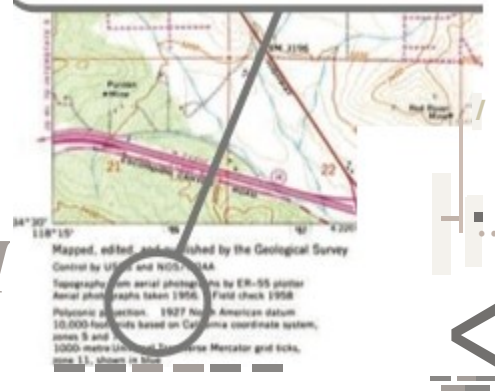 BM 3196
Puritan
Mine
Red Rover
Mine
21
22
ROAD
34°30'
118°15'
Mapped, edited, and published by the Geological Survey
Control by USGS and NOS/NOAA
Topography from aerial photographs by ER-55 plotter
Aerial photographs taken 1956. Field check 1958
Polyconic projection. 1927 North American datum
10,000-foot grids based on California coordinate system,
zones 5 and
1000-metre Universal Transverse Mercator grid ticks,
zone 11, shown in blue